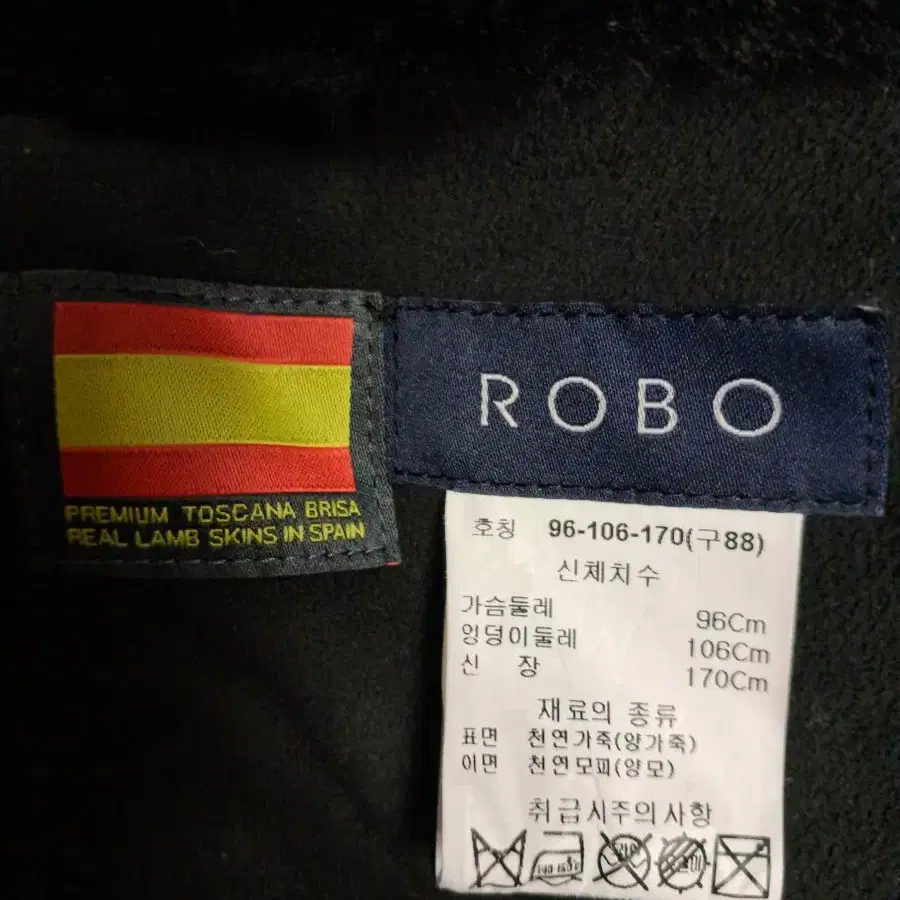 PREMIUM TOSCANA BRISA
REAL LAMB SKINS IN SPAIN
ROBO
호칭 96-106-170(구88)
신체치수
가슴둘레 96Cm
잉덩이둘레 106Cm
신 장 170Cm
재료의 종류
표면 천연가죽(양가죽)
이면 천연모피(양모)
취급시주의사항